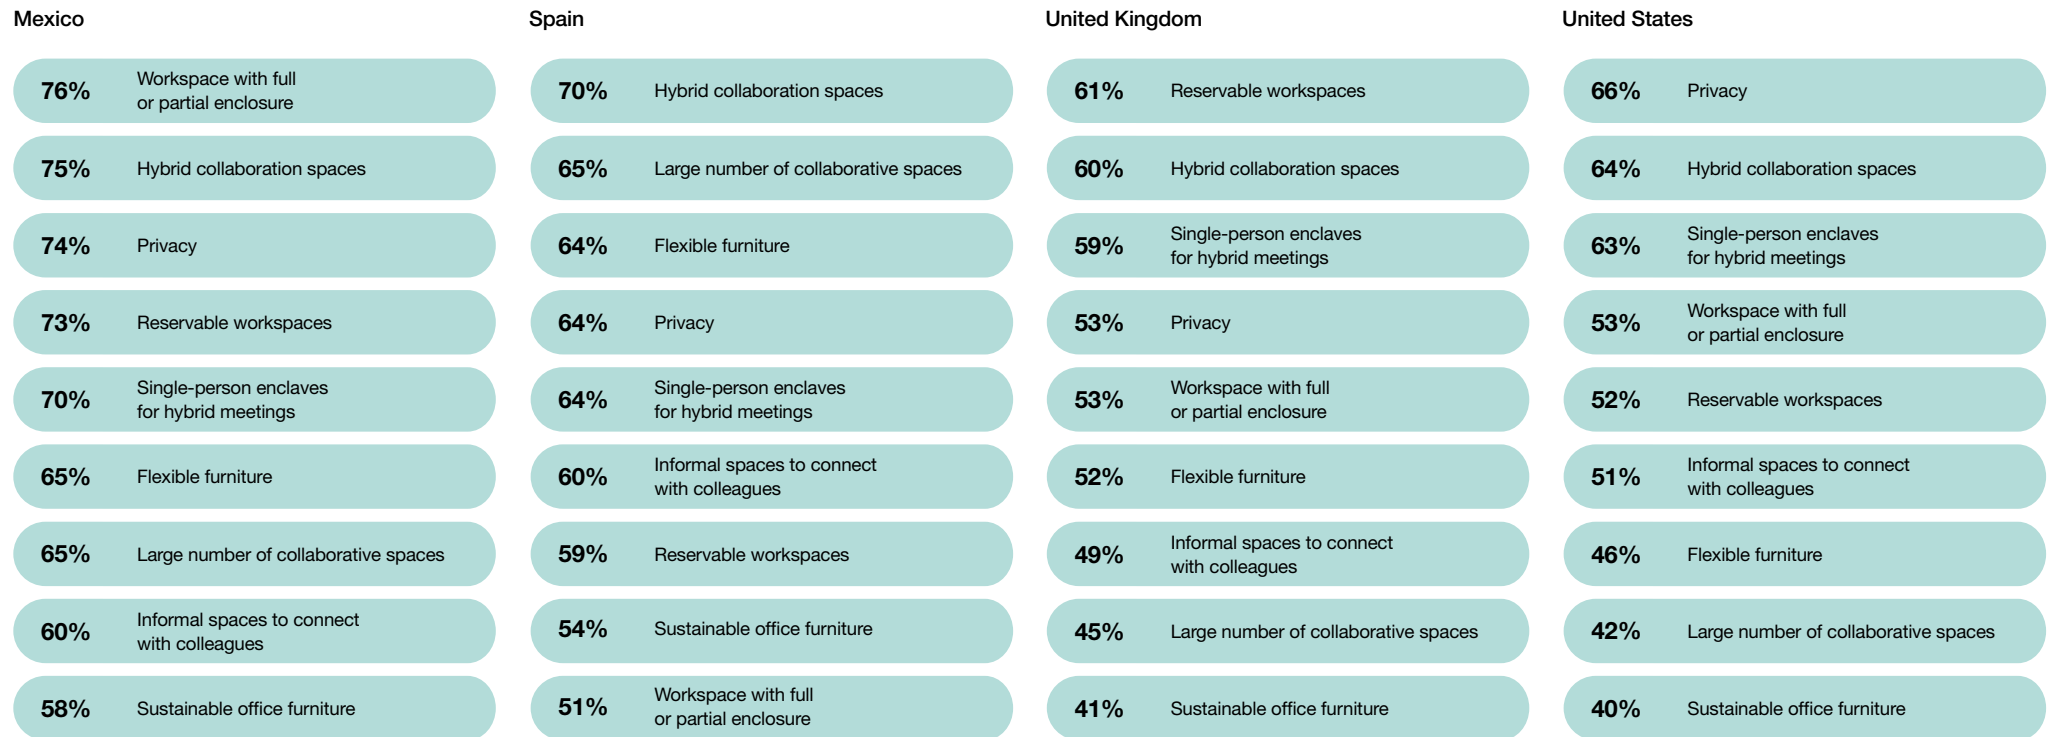 Mexico
76%
Workspace with full
or partial enclosure
75%
Hybrid collaboration spaces
74%
Privacy
73%
Reservable workspaces
70%
Single-person enclaves
for hybrid meetings
65%
Flexible furniture
65%
Large number of collaborative spaces
60%
Informal spaces to connect
with colleagues
58%
Sustainable office furniture
Spain
70%
Hybrid collaboration spaces
65%
Large number of collaborative spaces
64%
Flexible furniture
64%
Privacy
64%
Single-person enclaves
for hybrid meetings
60%
Informal spaces to connect
with colleagues
59%
Reservable workspaces
54%
Sustainable office furniture
51%
Workspace with full
or partial enclosure
United Kingdom
61%
Reservable workspaces
60%
Hybrid collaboration spaces
59%
Single-person enclaves
for hybrid meetings
53%
Privacy
53%
Workspace with full
or partial enclosure
52%
Flexible furniture
49%
Informal spaces to connect
with colleagues
45%
Large number of collaborative spaces
41%
Sustainable office furniture
United States
66%
Privacy
64%
Hybrid collaboration spaces
63%
Single-person enclaves
for hybrid meetings
53%
Workspace with full
or partial enclosure
52%
Reservable workspaces
51%
Informal spaces to connect
with colleagues
46%
Flexible furniture
42%
Large number of collaborative spaces
40%
Sustainable office furniture